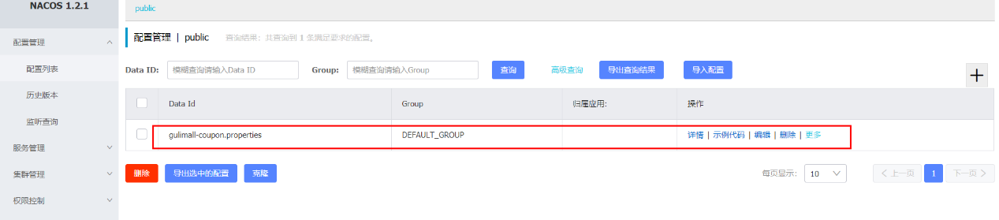 NACOS 1.2.1
public
配置管理
配置列表
历史版本
监听查询
服务管理
集群管理
权限控制
配置管理 | public 查询结果：共查询到 1 条满足要求的配置。
Data ID: 模糊查询请输入Data ID Group: 模糊查询请输入Group 查询 高级查询 导出查询结果 导入配置
Data Id Group 归属应用: 操作
gulimall-coupon.properties DEFAULT_GROUP 详情 | 示例代码 | 编辑 | 删除 | 更多
删除 导出选中的配置 克隆 每页显示: 10 上一页 1 下一页